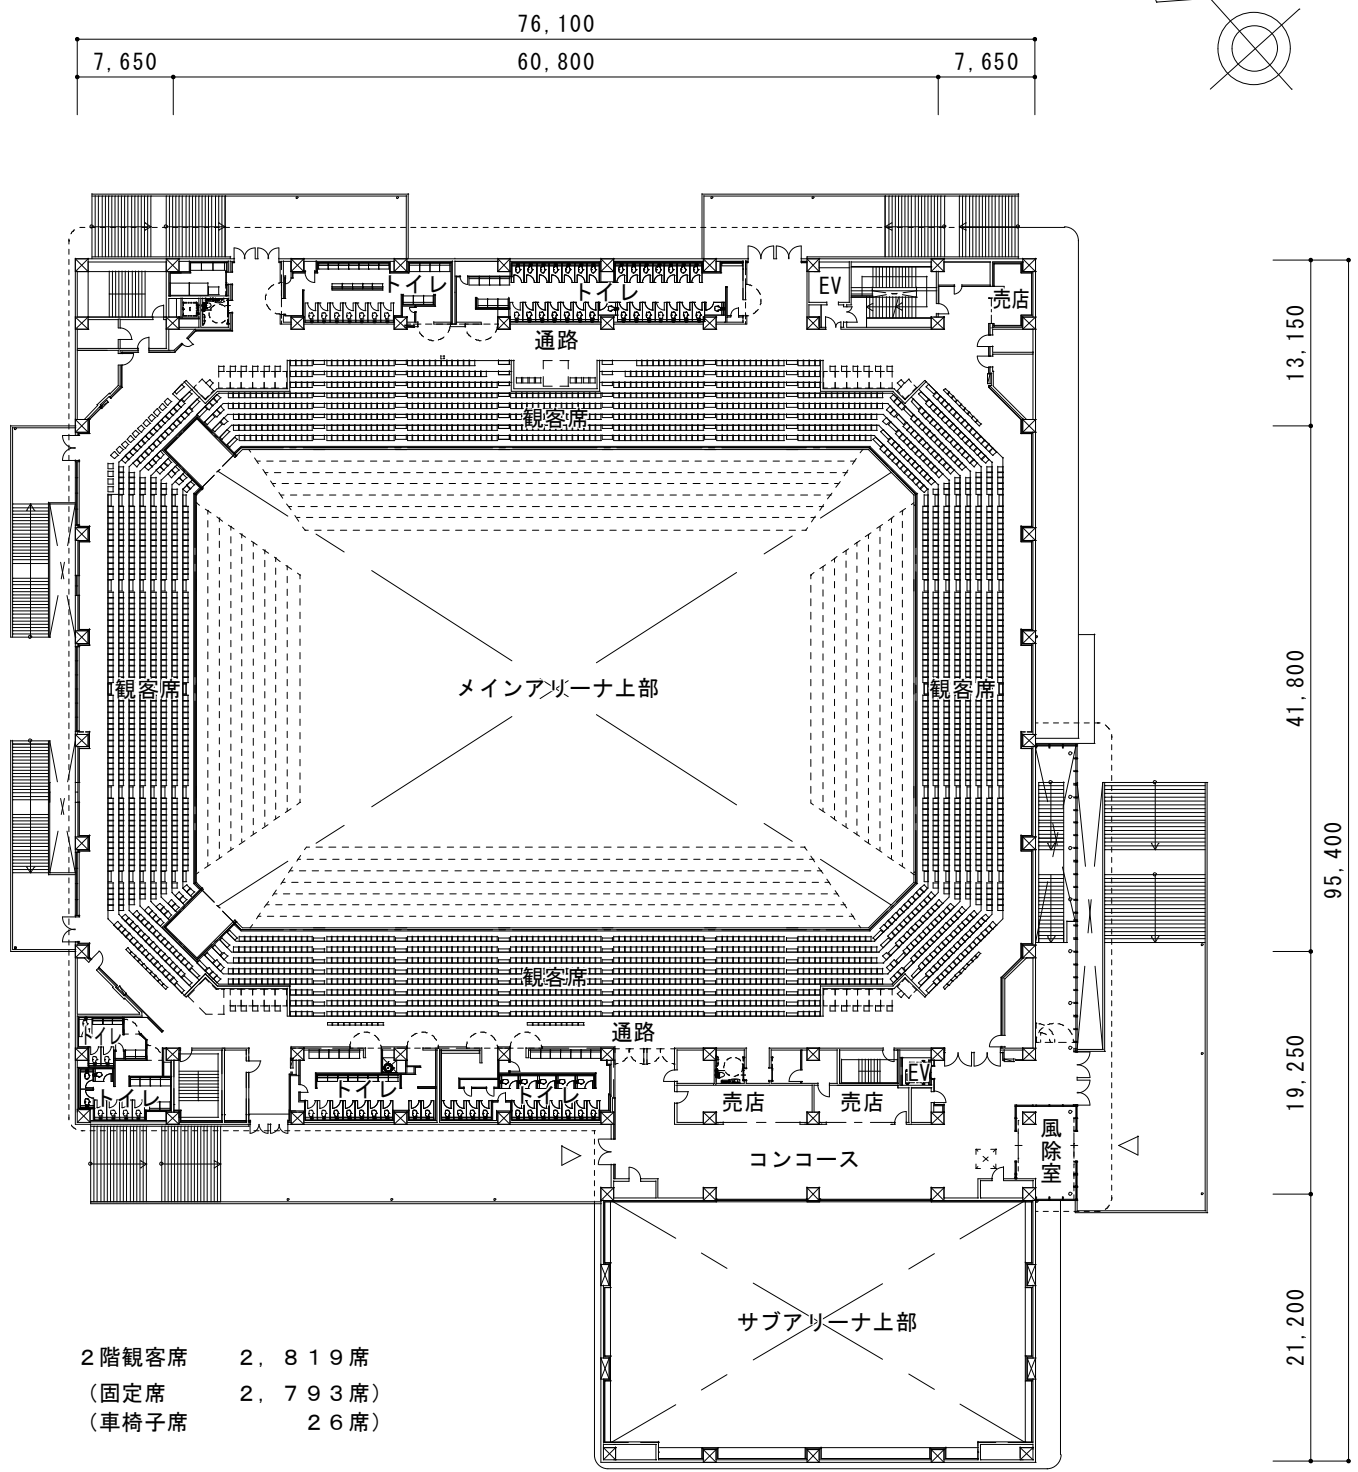 76,100
7,650
60,800
7,650
トイレ
トイレ
EV
売店
通路
観客席
13,150
観客席
メインアリーナ上部
観客席
41,800
95,400
観客席
通路
トイレ
トイレ
トイレ
トイレ
EV
売店
売店
19,250
コンコース
風除室
サブアリーナ上部
21,200
2階観客席 2,819席
(固定席 2,793席)
(車椅子席 26席)